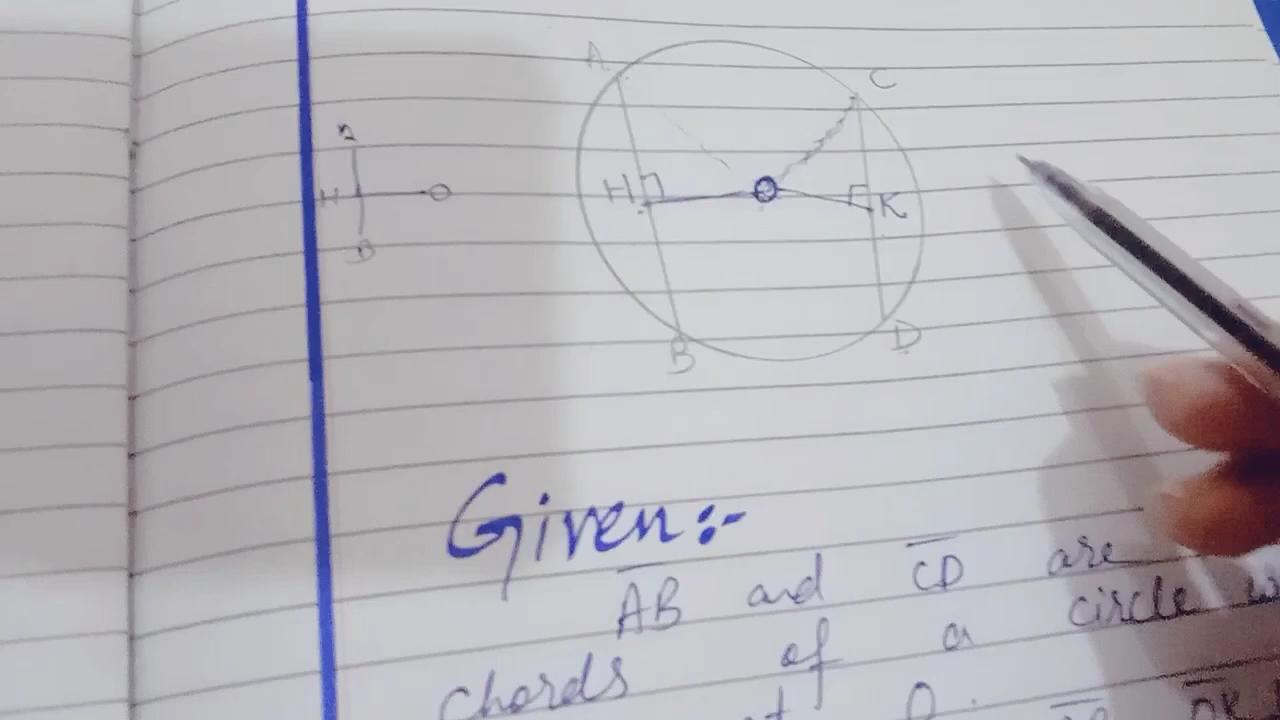 A
C
A
H
O
H
O
K
B
B
D
Given:-
AB and CD are
chords of a circle
O.